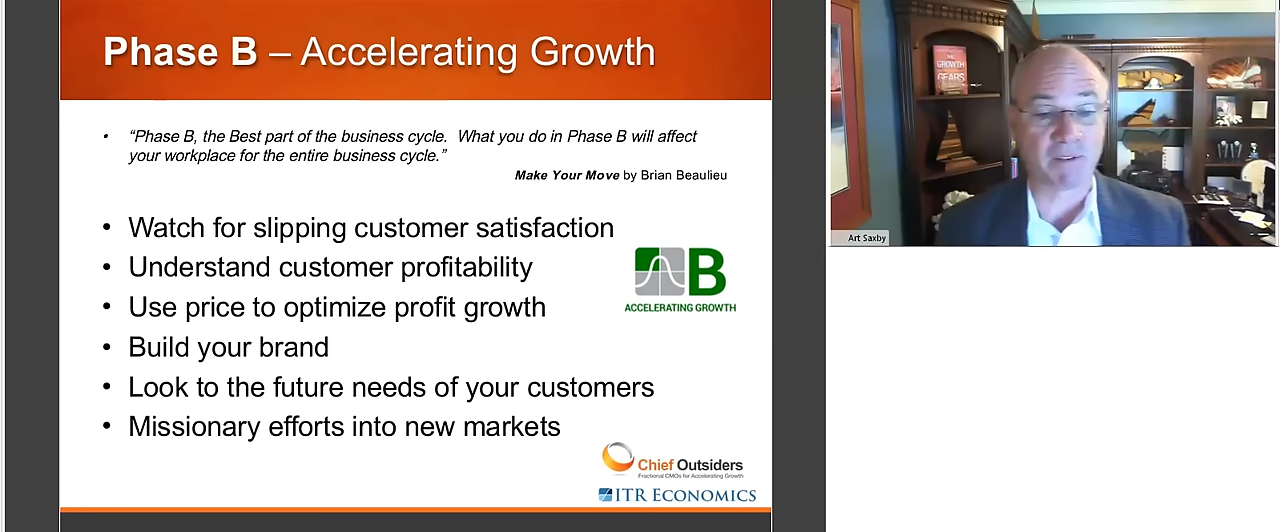 Phase B – Accelerating Growth
• “Phase B, the Best part of the business cycle. What you do in Phase B will affect
your workplace for the entire business cycle.”
Make Your Move by Brian Beaulieu
• Watch for slipping customer satisfaction
• Understand customer profitability
• Use price to optimize profit growth
• Build your brand
• Look to the future needs of your customers
• Missionary efforts into new markets
B
ACCELERATING GROWTH
Chief Outsiders
Fractional CMOs for Accelerating Growth
ITR ECONOMICS
THE
GROWTH
GEARS
Art Saxby